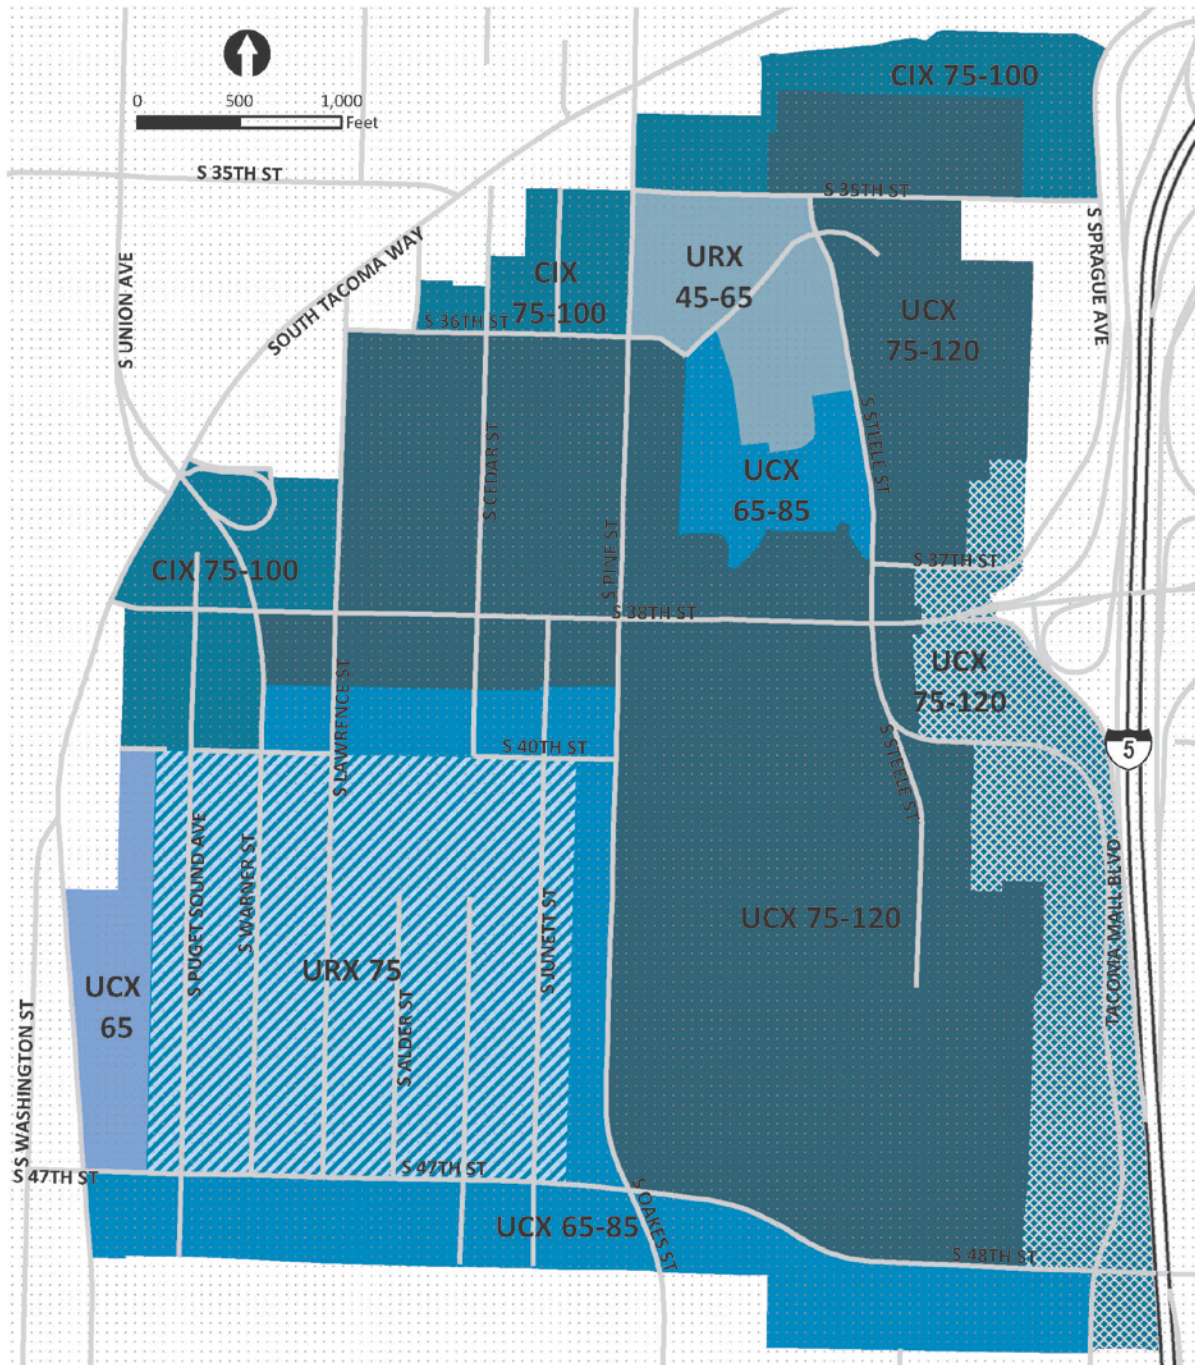 CIX 75-100
0 500 1,000
Feet
S 35TH ST
S 35TH ST
S SPRAGUE AVE
SOUTH TACOMA WAY
S UNION AVE
URX
45-65
CIX
75-100
UCX
75-120
S 36TH ST
S STEELE ST
S CEDAR ST
UCX
65-85
S PINE ST
S 37TH ST
CIX 75-100
S 38TH ST
UCX
75-120
S LAWRENCE ST
S 40TH ST
S STEELE ST
5
S PUGET SOUND AVE
S WARNER ST
TACOMA MALL BLVD
UCX 75-120
S JUNETT ST
URX 75
UCX
65
S ALDER ST
S WASHINGTON ST
S 47TH ST
S 47TH ST
UCX 65-85
S OAKES ST
S 48TH ST